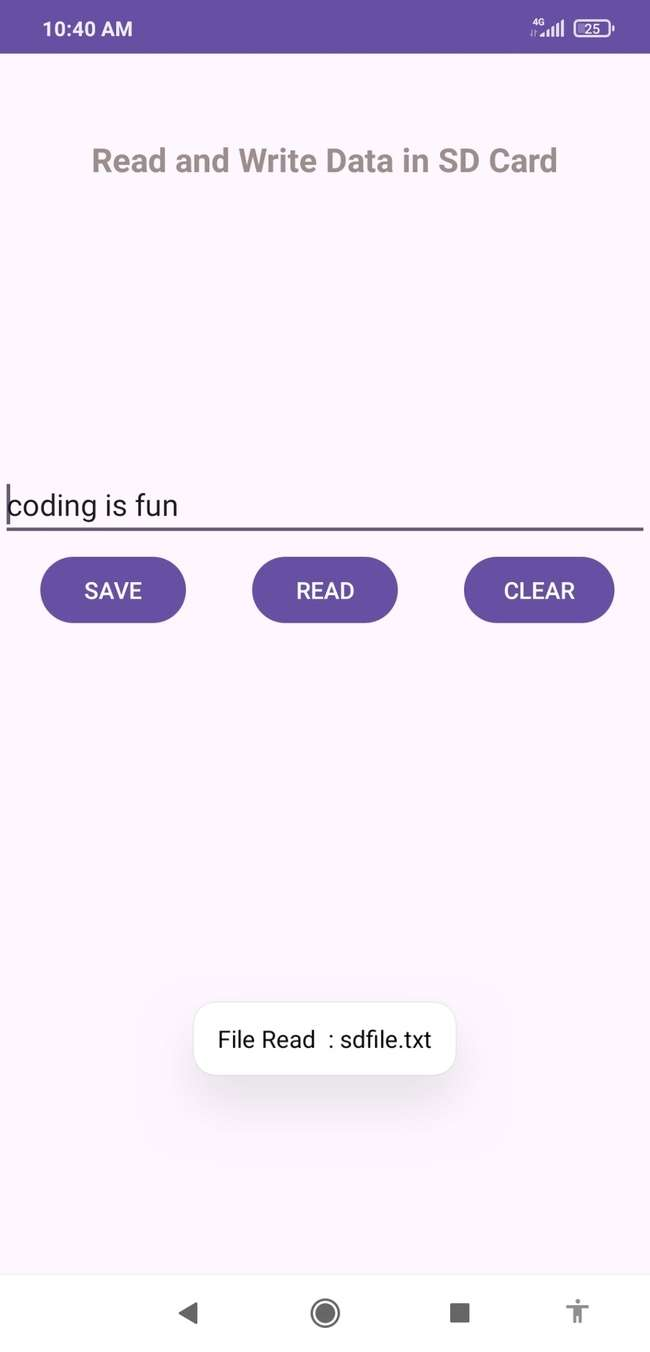 10:40 AM 4G 25
Read and Write Data in SD Card
coding is fun
SAVE READ CLEAR
File Read  : sdfile.txt